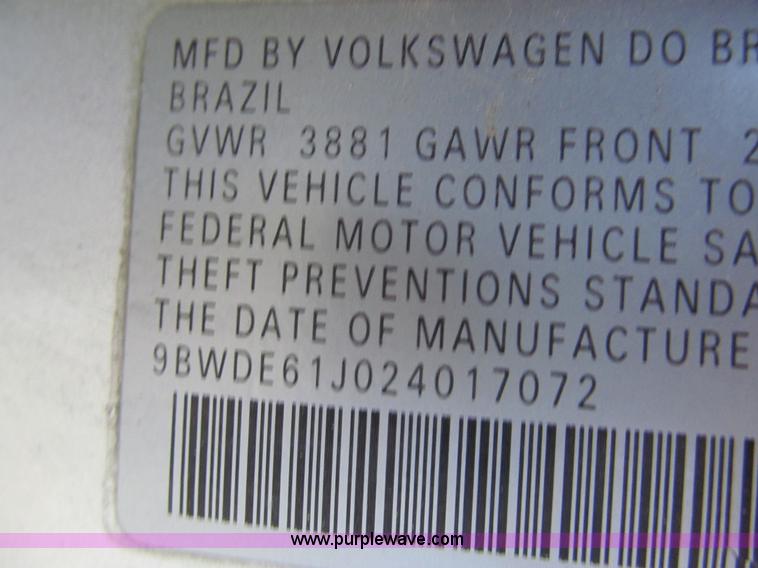 MFD BY VOLKSWAGEN DO BR
BRAZIL
GVWR 3881 GAWR FRONT 2
THIS VEHICLE CONFORMS TO
FEDERAL MOTOR VEHICLE SA
THEFT PREVENTIONS STANDA
THE DATE OF MANUFACTURE
9BWDE61J024017072
www.purplewave.com